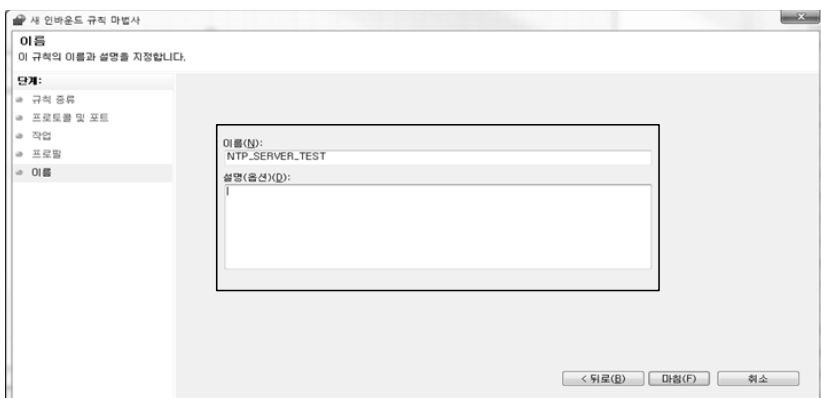 새 인바운드 규칙 마법사
이름
이 규칙의 이름과 설명을 지정합니다.
단계:
규칙 종류
프로토콜 및 포트
작업
프로필
이름
이름(N):
NTP_SERVER_TEST
설명(옵션)(D):
< 뒤로(B) 마침(F) 취소